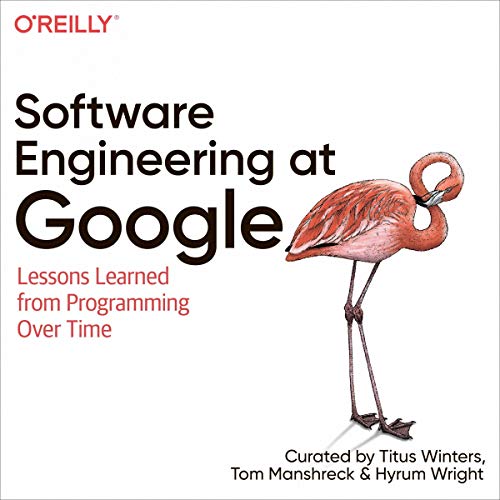 O'REILLY®
Software
Engineering at
Google
Lessons Learned
from Programming
Over Time
Curated by Titus Winters,
Tom Manshreck & Hyrum Wright